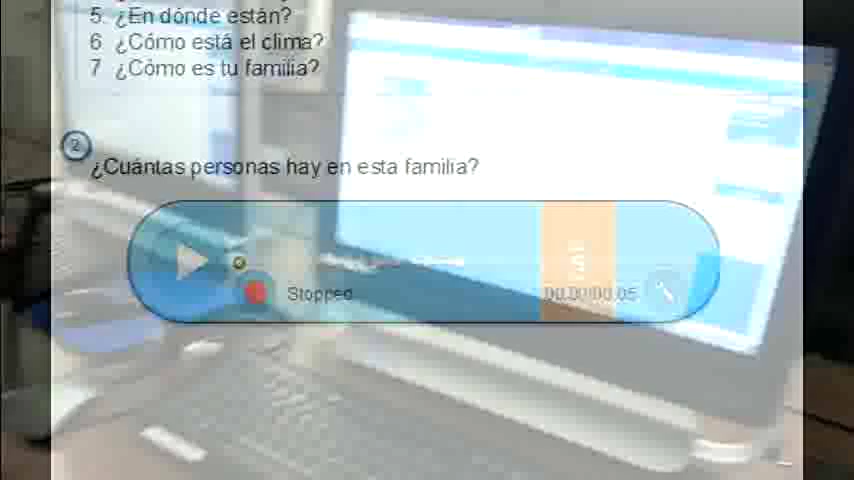 5. ¿En dónde están?
6 ¿Cómo está el clima?
7 ¿Cómo es tu familia?
2
¿Cuántas personas hay en esta familia?
Stopped
00:00/00:05